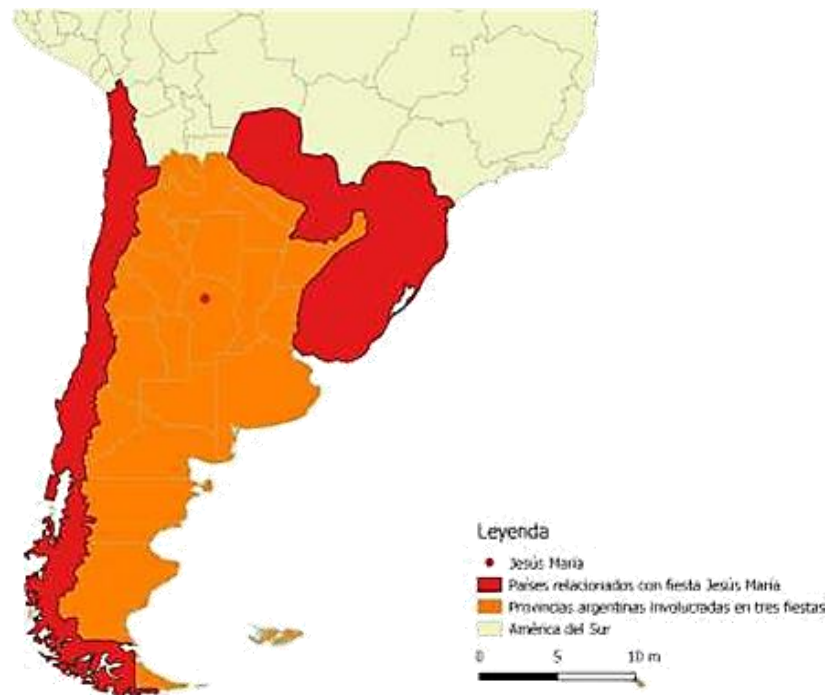 Leyenda
Jesús María
Países relacionados con fiesta Jesús María
Provincias argentinas involucradas en tres fiestas
América del Sur
0 5 10 m